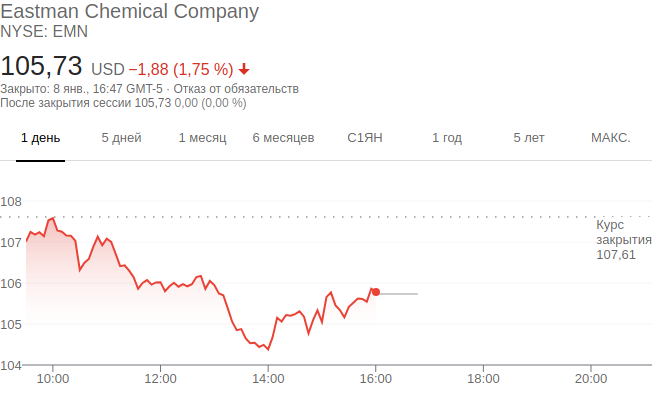 Eastman Chemical Company
NYSE: EMN
105,73 USD −1,88 (1,75 %)
Закрыто: 8 янв., 16:47 GMT-5 · Отказ от обязательств
После закрытия сессии 105,73 0,00 (0,00 %)
1 день 5 дней 1 месяц 6 месяцев С1ЯН 1 год 5 лет МАКС.
108
Курс
закрытия
107,61
107
106
105
104
10:00 12:00 14:00 16:00 18:00 20:00